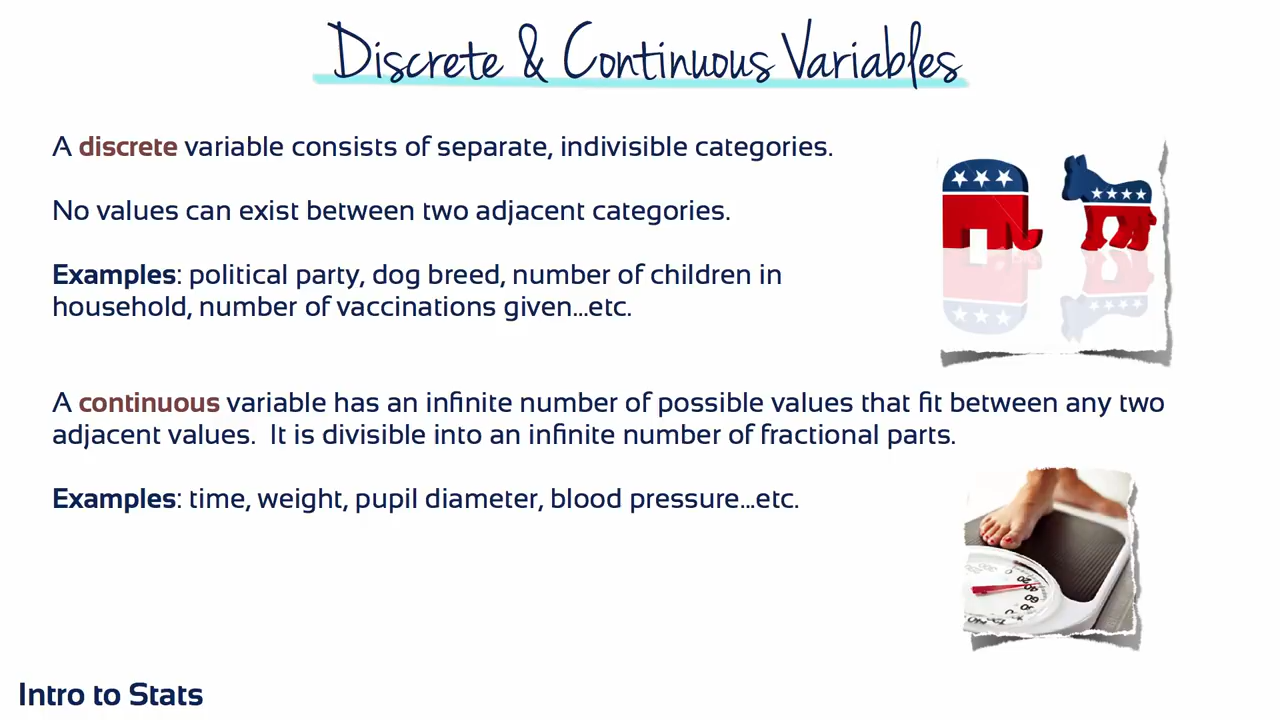 Discrete & Continuous Variables
A discrete variable consists of separate, indivisible categories.
No values can exist between two adjacent categories.
Examples: political party, dog breed, number of children in
household, number of vaccinations given...etc.
A continuous variable has an infinite number of possible values that fit between any two
adjacent values.  It is divisible into an infinite number of fractional parts.
Examples: time, weight, pupil diameter, blood pressure...etc.
Intro to Stats